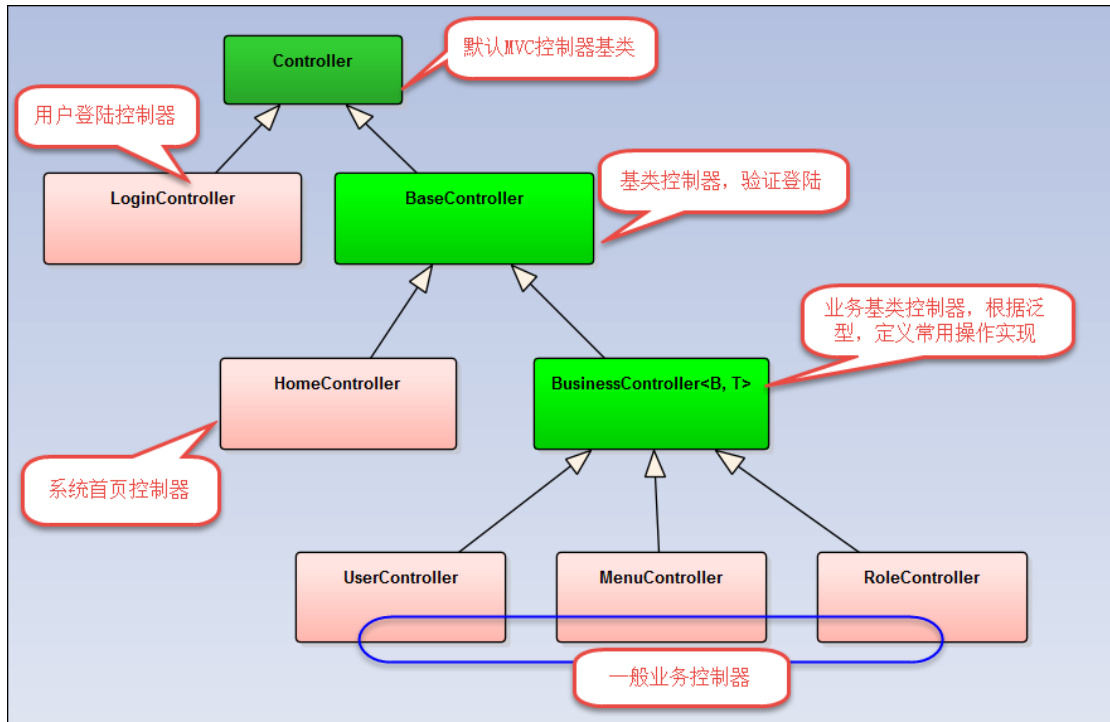 Controller
默认MVC控制器基类
用户登陆控制器
LoginController
BaseController
基类控制器，验证登陆
业务基类控制器，根据泛
型，定义常用操作实现
HomeController
BusinessController<B, T>
系统首页控制器
UserController
MenuController
RoleController
一般业务控制器